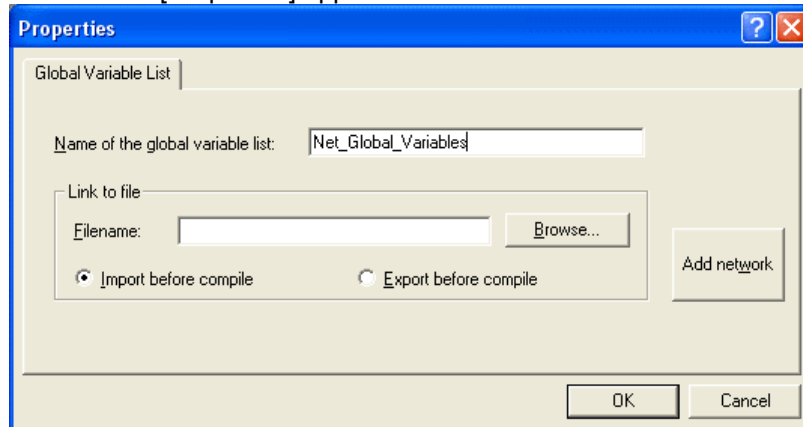 Properties
Global Variable List
Name of the global variable list: Net_Global_Variables
Link to file
Filename: Browse...
Import before compile Export before compile
Add network
OK Cancel